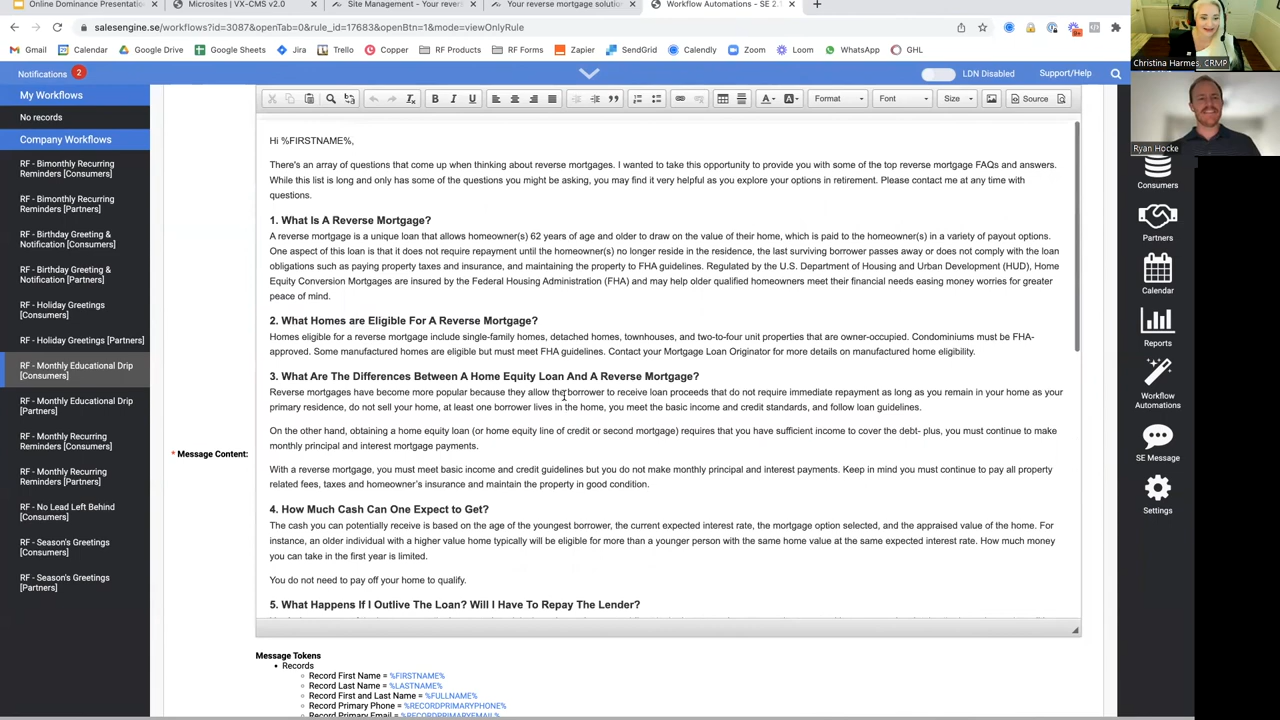 Online Dominance Presentatio
Microsites | VX-CMS v2.0
Site Management - Your rever
Your reverse mortgage solutio
Workflow Automations - SE 2.
salesengine.se/workflows?id=3087&openTab=0&rule_id=17683&openBtn=1&mode=viewOnlyRule
Gmail
Calendar
Google Drive
Google Sheets
Jira
Trello
Copper
RF Products
RF Forms
Zapier
SendGrid
Calendly
Zoom
Loom
WhatsApp
GHL
Christina Harmes, CRMP
Ryan Hocke
Notifications 2
LDN Disabled
Support/Help
My Workflows
No records
Company Workflows
RF - Bimonthly Recurring
Reminders [Consumers]
RF - Bimonthly Recurring
Reminders [Partners]
RF - Birthday Greeting &
Notification [Consumers]
RF - Birthday Greeting &
Notification [Partners]
RF - Holiday Greetings
[Consumers]
RF - Holiday Greetings [Partners]
RF - Monthly Educational Drip
[Consumers]
RF - Monthly Educational Drip
[Partners]
RF - Monthly Recurring
Reminders [Consumers]
RF - Monthly Recurring
Reminders [Partners]
RF - No Lead Left Behind
[Consumers]
RF - Season's Greetings
[Consumers]
RF - Season's Greetings
[Partners]
Format
Font
Size
Source
* Message Content:
Hi %FIRSTNAME%,
There's an array of questions that come up when thinking about reverse mortgages. I wanted to take this opportunity to provide you with some of the top reverse mortgage FAQs and answers.
While this list is long and only has some of the questions you might be asking, you may find it very helpful as you explore your options in retirement. Please contact me at any time with
questions.
1. What Is A Reverse Mortgage?
A reverse mortgage is a unique loan that allows homeowner(s) 62 years of age and older to draw on the value of their home, which is paid to the homeowner(s) in a variety of payout options.
One aspect of this loan is that it does not require repayment until the homeowner(s) no longer reside in the residence, the last surviving borrower passes away or does not comply with the loan
obligations such as paying property taxes and insurance, and maintaining the property to FHA guidelines. Regulated by the U.S. Department of Housing and Urban Development (HUD), Home
Equity Conversion Mortgages are insured by the Federal Housing Administration (FHA) and may help older qualified homeowners meet their financial needs easing money worries for greater
peace of mind.
2. What Homes are Eligible For A Reverse Mortgage?
Homes eligible for a reverse mortgage include single-family homes, detached homes, townhouses, and two-to-four unit properties that are owner-occupied. Condominiums must be FHA-
approved. Some manufactured homes are eligible but must meet FHA guidelines. Contact your Mortgage Loan Originator for more details on manufactured home eligibility.
3. What Are The Differences Between A Home Equity Loan And A Reverse Mortgage?
Reverse mortgages have become more popular because they allow the borrower to receive loan proceeds that do not require immediate repayment as long as you remain in your home as your
primary residence, do not sell your home, at least one borrower lives in the home, you meet the basic income and credit standards, and follow loan guidelines.
On the other hand, obtaining a home equity loan (or home equity line of credit or second mortgage) requires that you have sufficient income to cover the debt- plus, you must continue to make
monthly principal and interest mortgage payments.
With a reverse mortgage, you must meet basic income and credit guidelines but you do not make monthly principal and interest payments. Keep in mind you must continue to pay all property
related fees, taxes and homeowner's insurance and maintain the property in good condition.
4. How Much Cash Can One Expect to Get?
The cash you can potentially receive is based on the age of the youngest borrower, the current expected interest rate, the mortgage option selected, and the appraised value of the home. For
instance, an older individual with a higher value home typically will be eligible for more than a younger person with the same home value at the same expected interest rate. How much money
you can take in the first year is limited.
You do not need to pay off your home to qualify.
5. What Happens If I Outlive The Loan? Will I Have To Repay The Lender?
Message Tokens
Records
Record First Name = %FIRSTNAME%
Record Last Name = %LASTNAME%
Record First and Last Name = %FULLNAME%
Record Primary Phone = %RECORDPRIMARYPHONE%
Record Primary Email = %RECORDPRIMARYEMAIL%
Consumers
Partners
Calendar
Reports
Workflow
Automations
SE Message
Settings